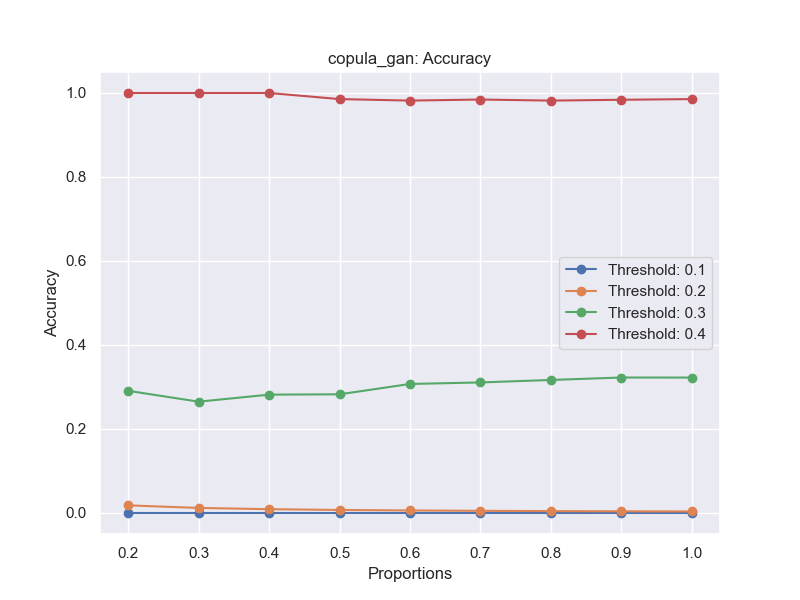 copula_gan: Accuracy
1.0
0.8
0.6
0.4
0.2
0.0
Accuracy
Threshold: 0.1
Threshold: 0.2
Threshold: 0.3
Threshold: 0.4
0.2 0.3 0.4 0.5 0.6 0.7 0.8 0.9 1.0
Proportions